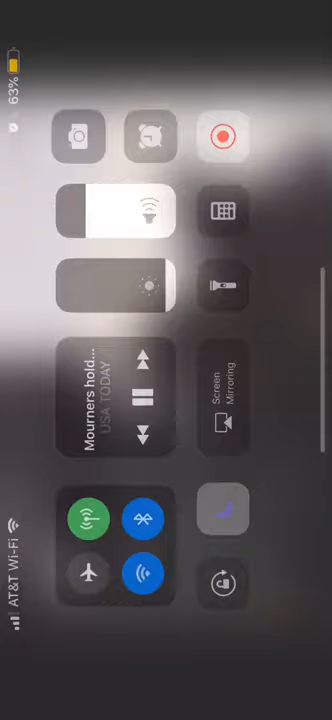 AT&T Wi-Fi
63%
Mourners hold...
USA TODAY
Screen
Mirroring